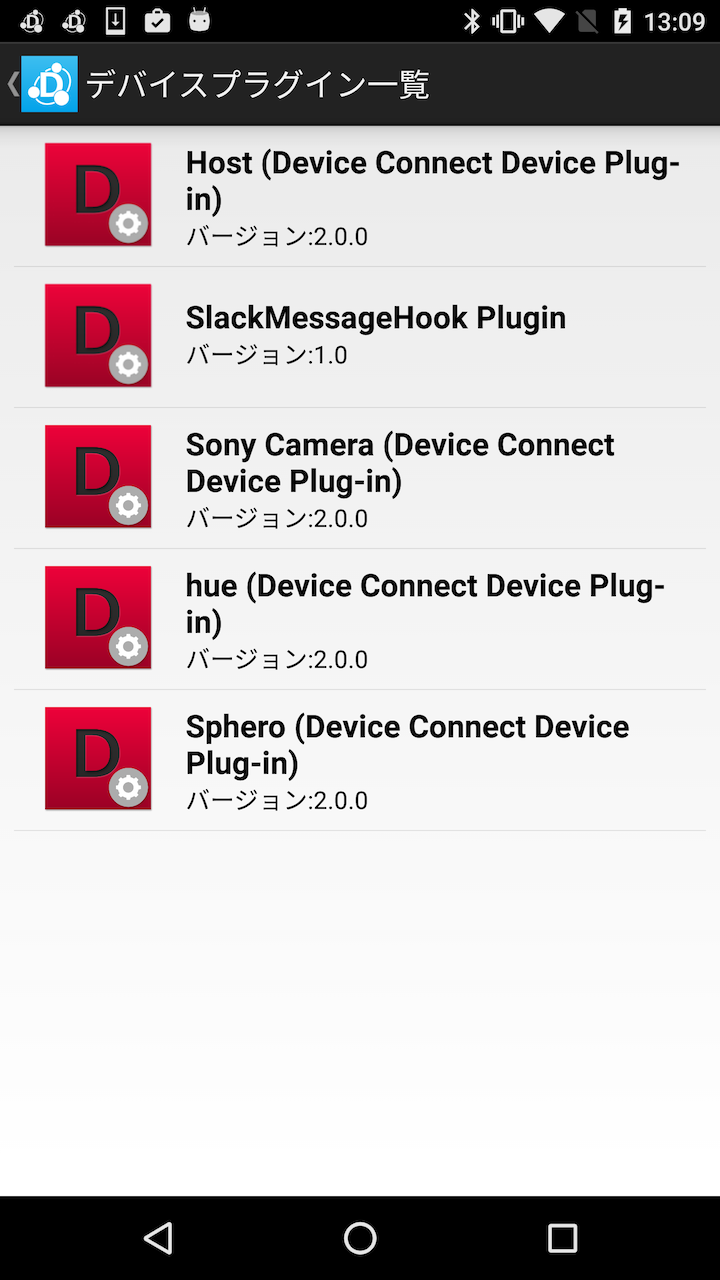 13:09
デバイスプラグイン一覧
Host (Device Connect Device Plug-
in)
バージョン:2.0.0
SlackMessageHook Plugin
バージョン:1.0
Sony Camera (Device Connect
Device Plug-in)
バージョン:2.0.0
hue (Device Connect Device Plug-
in)
バージョン:2.0.0
Sphero (Device Connect Device
Plug-in)
バージョン:2.0.0